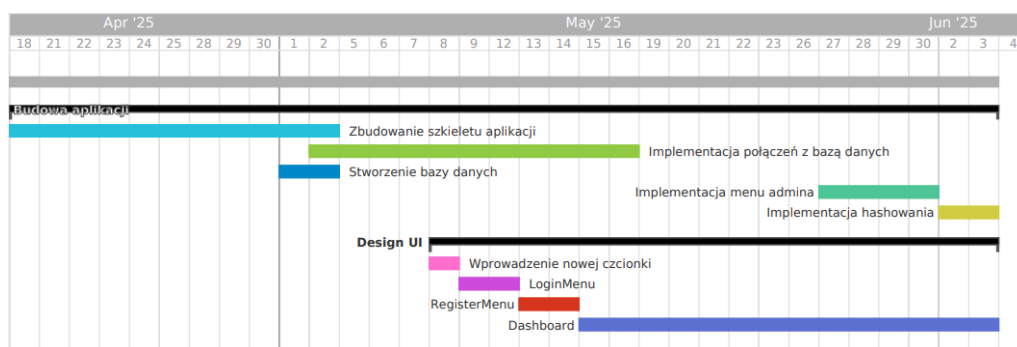 Apr '25 May '25 Jun '25
18 21 22 23 24 25 28 29 30 1 2 5 6 7 8 9 12 13 14 15 16 19 20 21 22 23 26 27 28 29 30 2 3 4
Budowa aplikacji
Zbudowanie szkieletu aplikacji
Implementacja połączeń z bazą danych
Stworzenie bazy danych
Implementacja menu admina
Implementacja hashowania
Design UI
Wprowadzenie nowej czcionki
LoginMenu
RegisterMenu
Dashboard